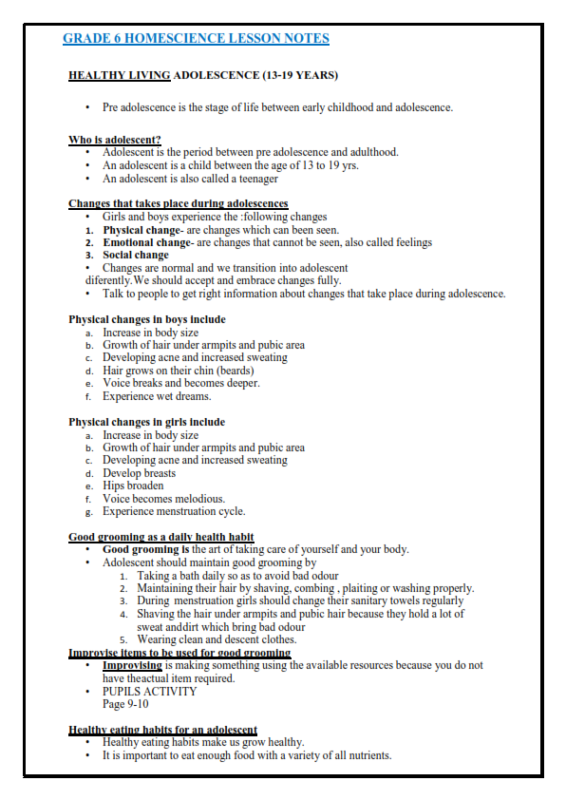 GRADE 6 HOMESCIENCE LESSON NOTES
HEALTHY LIVING ADOLESCENCE (13-19 YEARS)
• Pre adolescence is the stage of life between early childhood and adolescence.
Who is adolescent?
• Adolescent is the period between pre adolescence and adulthood.
• An adolescent is a child between the age of 13 to 19 yrs.
• An adolescent is also called a teenager
Changes that takes place during adolescences
• Girls and boys experience the :following changes
1. Physical change- are changes which can been seen.
2. Emotional change- are changes that cannot be seen, also called feelings
3. Social change
• Changes are normal and we transition into adolescent
diferently.We should accept and embrace changes fully.
• Talk to people to get right information about changes that take place during adolescence.
Physical changes in boys include
a. Increase in body size
b. Growth of hair under armpits and pubic area
c. Developing acne and increased sweating
d. Hair grows on their chin (beards)
e. Voice breaks and becomes deeper.
f. Experience wet dreams.
Physical changes in girls include
a. Increase in body size
b. Growth of hair under armpits and pubic area
c. Developing acne and increased sweating
d. Develop breasts
e. Hips broaden
f. Voice becomes melodious.
g. Experience menstruation cycle.
Good grooming as a daily health habit
• Good grooming is the art of taking care of yourself and your body.
• Adolescent should maintain good grooming by
1. Taking a bath daily so as to avoid bad odour
2. Maintaining their hair by shaving, combing , plaiting or washing properly.
3. During menstruation girls should change their sanitary towels regularly
4. Shaving the hair under armpits and pubic hair because they hold a lot of
sweat anddirt which bring bad odour
5. Wearing clean and descent clothes.
Improvise items to be used for good grooming
• Improvising is making something using the available resources because you do not
have theactual item required.
• PUPILS ACTIVITY
Page 9-10
Healthy eating habits for an adolescent
• Healthy eating habits make us grow healthy.
• It is important to eat enough food with a variety of all nutrients.